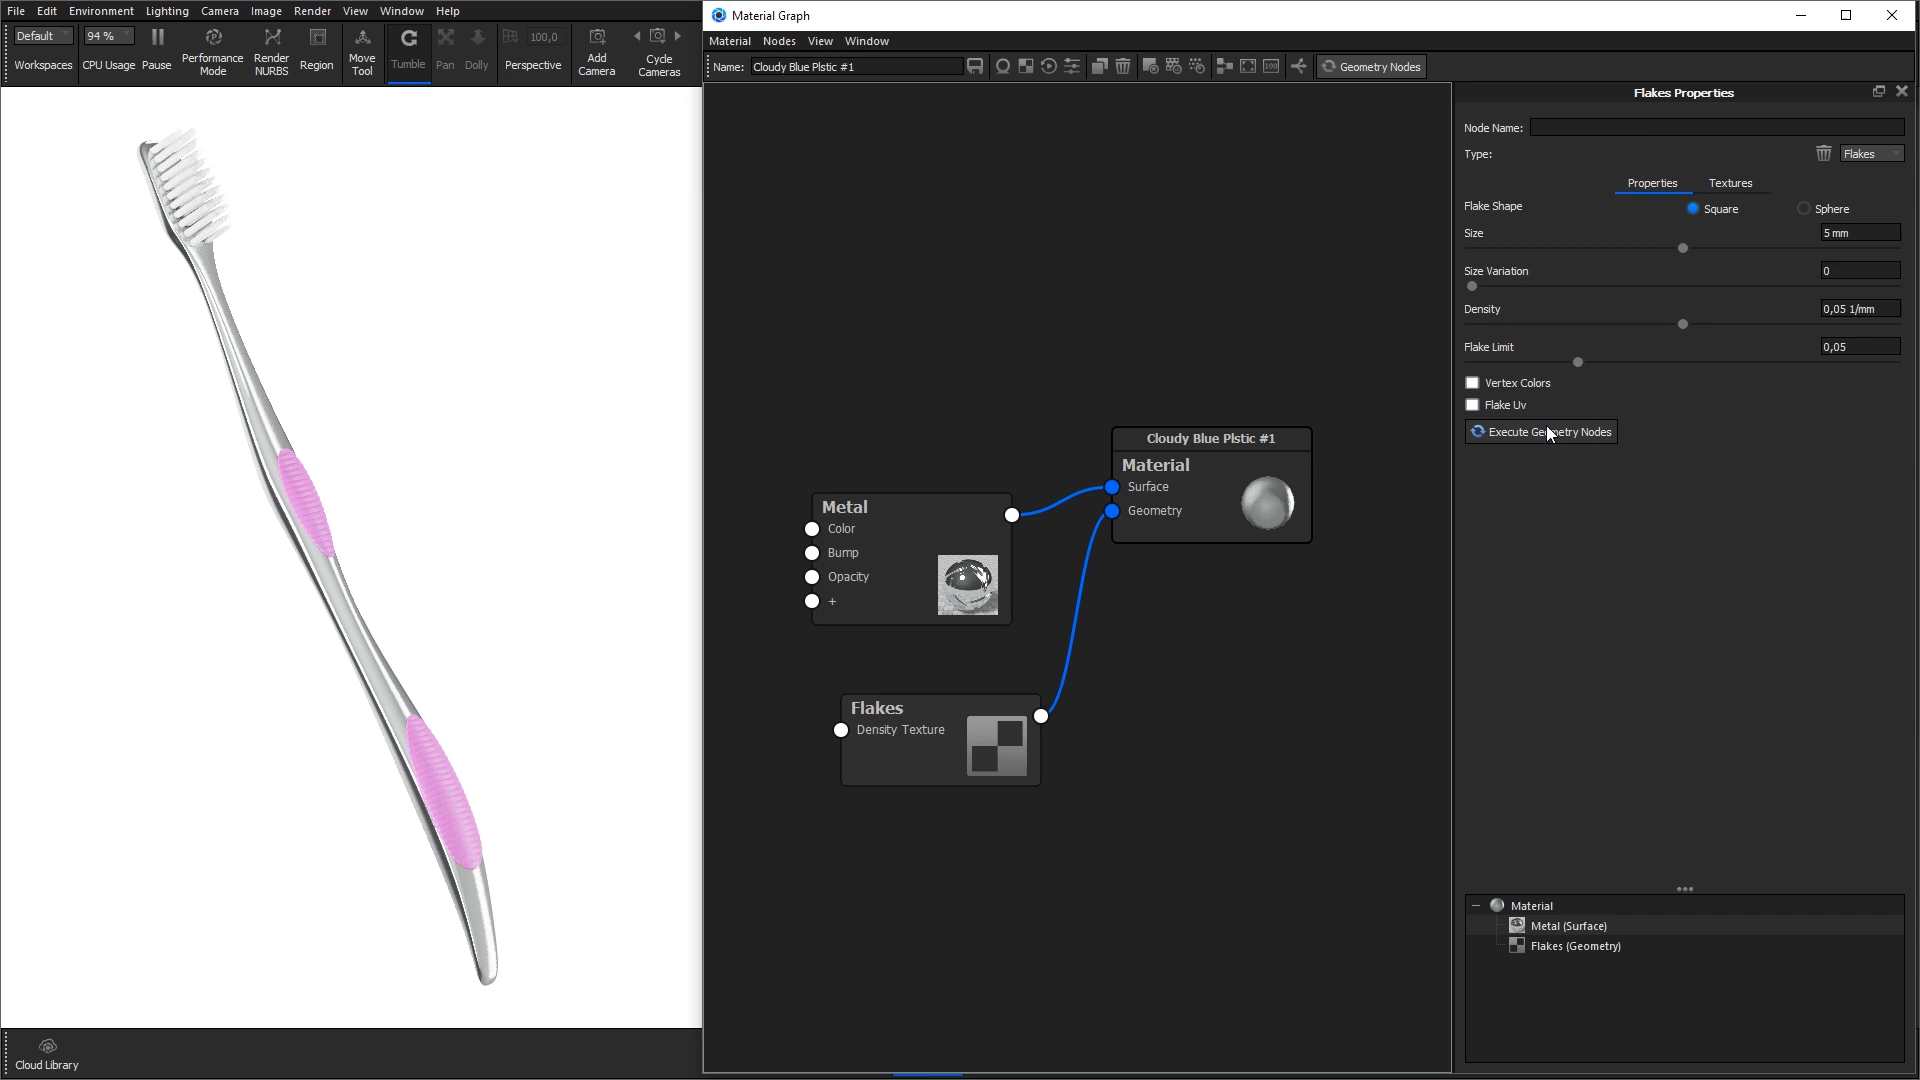 File Edit Environment Lighting Camera Image Render View Window Help
Default
94 %
100,0
Workspaces CPU Usage Pause Performance Mode Render NURBS Region Move Tool Tumble Pan Dolly Perspective Add Camera Cycle Cameras
Material Graph
Material Nodes View Window
Name: Cloudy Blue Plstic #1
Geometry Nodes
Flakes Properties
Node Name:
Type:
Flakes
Properties Textures
Flake Shape
Square Sphere
Size
5 mm
Size Variation
0
Density
0,05 1/mm
Flake Limit
0,05
Vertex Colors
Flake Uv
Execute Geometry Nodes
Cloudy Blue Plstic #1
Material
Surface
Geometry
Metal
Color
Bump
Opacity
+
Flakes
Density Texture
Material
Metal (Surface)
Flakes (Geometry)
Cloud Library